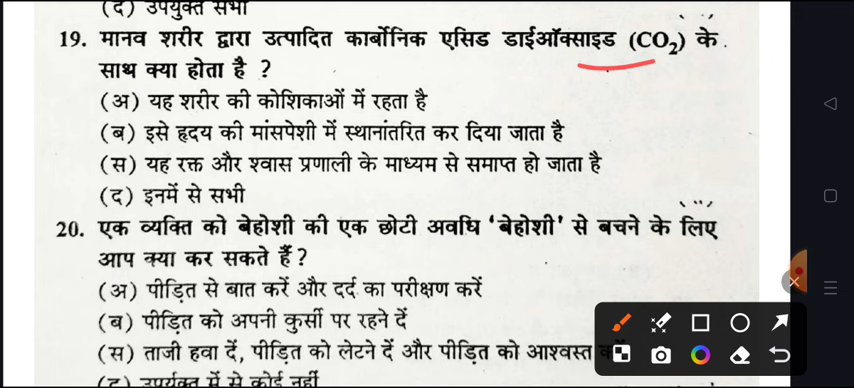 (द) उपर्युक्त सभी
19. मानव शरीर द्वारा उत्पादित कार्बोनिक एसिड डाईऑक्साइड (CO₂) के
साथ क्या होता है ?
(अ) यह शरीर की कोशिकाओं में रहता है
(ब) इसे हृदय की मांसपेशी में स्थानांतरित कर दिया जाता है
(स) यह रक्त और श्वास प्रणाली के माध्यम से समाप्त हो जाता है
(द) इनमें से सभी
20. एक व्यक्ति को बेहोशी की एक छोटी अवधि 'बेहोशी' से बचने के लिए
आप क्या कर सकते हैं ?
(अ) पीड़ित से बात करें और दर्द का परीक्षण करें
(ब) पीड़ित को अपनी कुर्सी पर रहने दें
(स) ताजी हवा दें, पीड़ित को लेटने दें और पीड़ित को आश्वस्त
(द) उपर्युक्त में से कोई नहीं